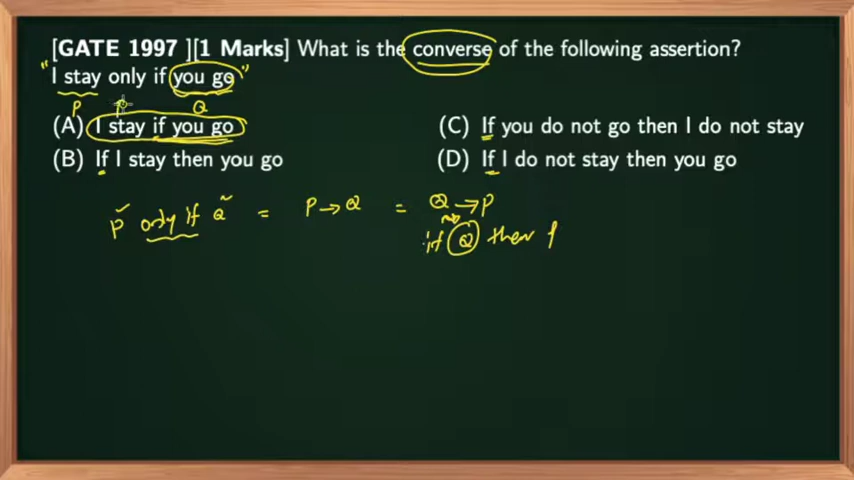 [GATE 1997 ][1 Marks] What is the converse of the following assertion?
"I stay only if you go"
P Q
(A) I stay if you go
(C) If you do not go then I do not stay
(B) If I stay then you go
(D) If I do not stay then you go
P only if Q = P → Q = Q → P
if Q then